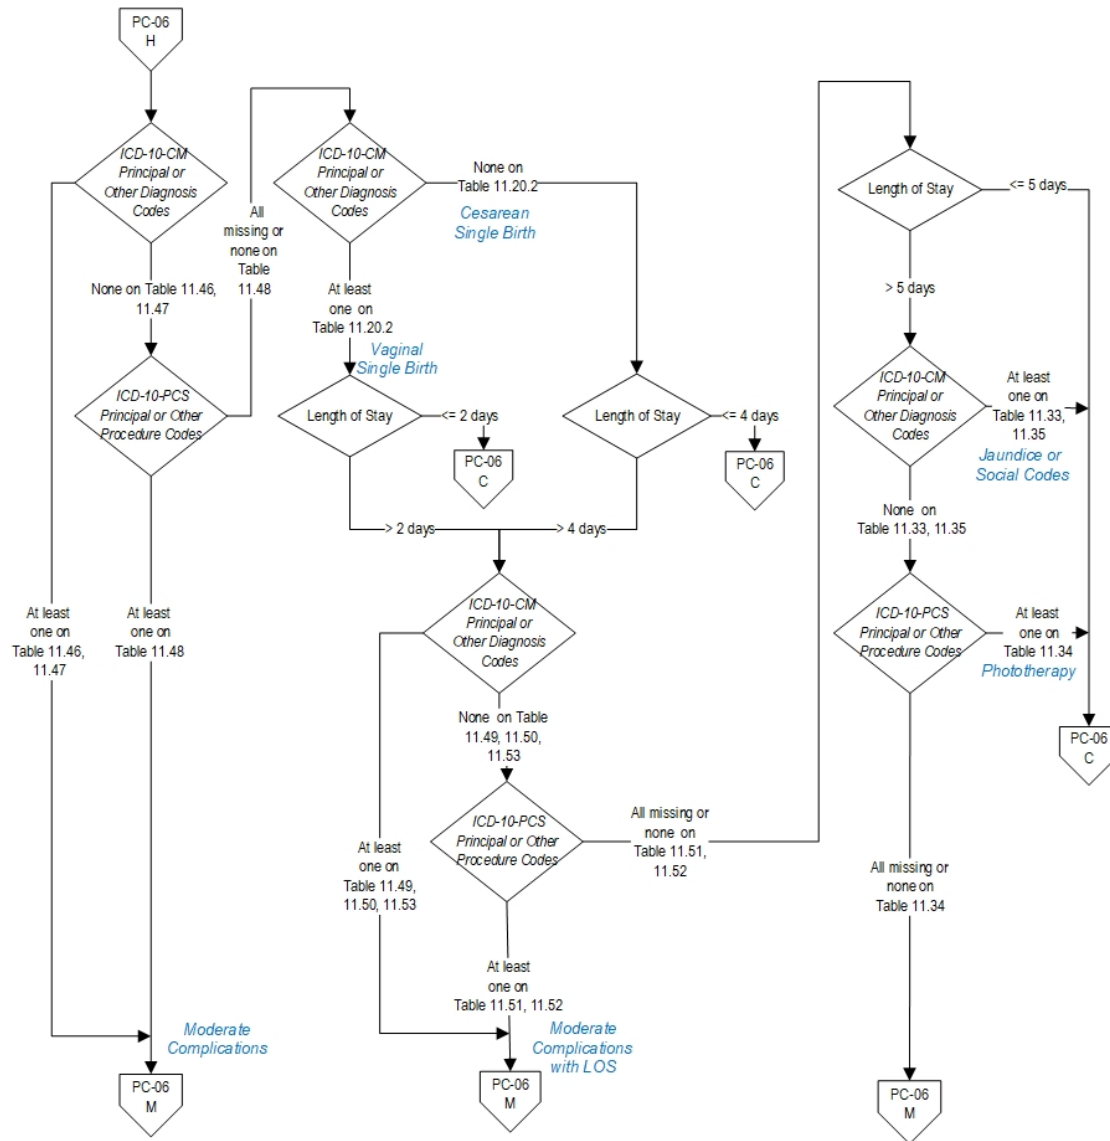 PC-06
H
ICD-10-CM
Principal or
Other Diagnosis
Codes
None on Table 11.46,
11.47
At least
one on
Table 11.46,
11.47
ICD-10-PCS
Principal or Other
Procedure Codes
All
missing or
none on
Table
11.48
At least
one on
Table 11.48
Moderate
Complications
PC-06
M
ICD-10-CM
Principal or
Other Diagnosis
Codes
None on
Table 11.20.2
Cesarean
Single Birth
At least
one on
Table 11.20.2
Vaginal
Single Birth
Length of Stay
<= 2 days
PC-06
C
Length of Stay
<= 4 days
PC-06
C
> 2 days
> 4 days
ICD-10-CM
Principal or
Other Diagnosis
Codes
None on Table
11.49, 11.50,
11.53
At least
one on
Table 11.49,
11.50, 11.53
ICD-10-PCS
Principal or Other
Procedure Codes
All missing or
none on
Table 11.51,
11.52
At least
one on
Table 11.51, 11.52
Moderate
Complications
with LOS
PC-06
M
Length of Stay
<= 5 days
> 5 days
ICD-10-CM
Principal or
Other Diagnosis
Codes
At least
one on
Table 11.33,
11.35
Jaundice or
Social Codes
None on
Table 11.33, 11.35
ICD-10-PCS
Principal or Other
Procedure Codes
At least
one on
Table 11.34
Phototherapy
PC-06
C
All missing or
none on
Table 11.34
PC-06
M